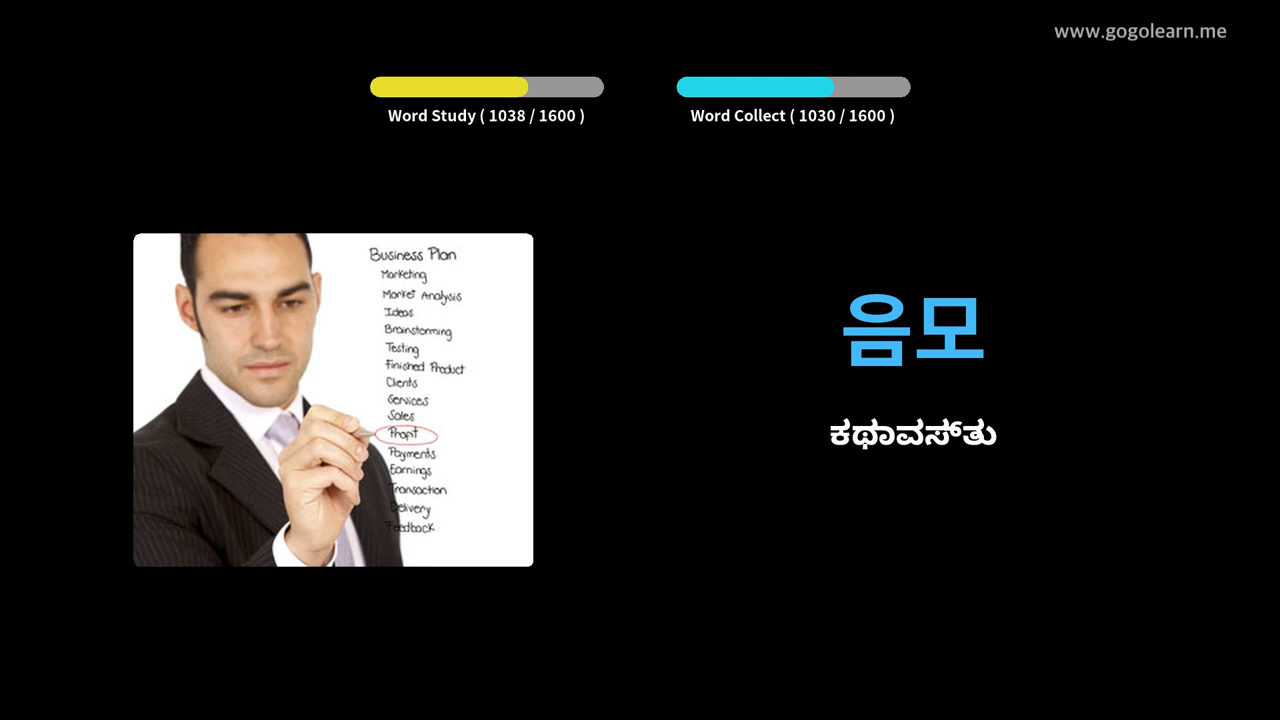 www.gogolearn.me
Word Study ( 1038 / 1600 )
Word Collect ( 1030 / 1600 )
Business Plan
Marketing
Market Analysis
Ideas
Brainstorming
Testing
Finished Product
Clients
Services
Sales
Profit
Payments
Earnings
Transaction
Delivery
Feedback
음모
ಕಥಾವಸ್‌ತು